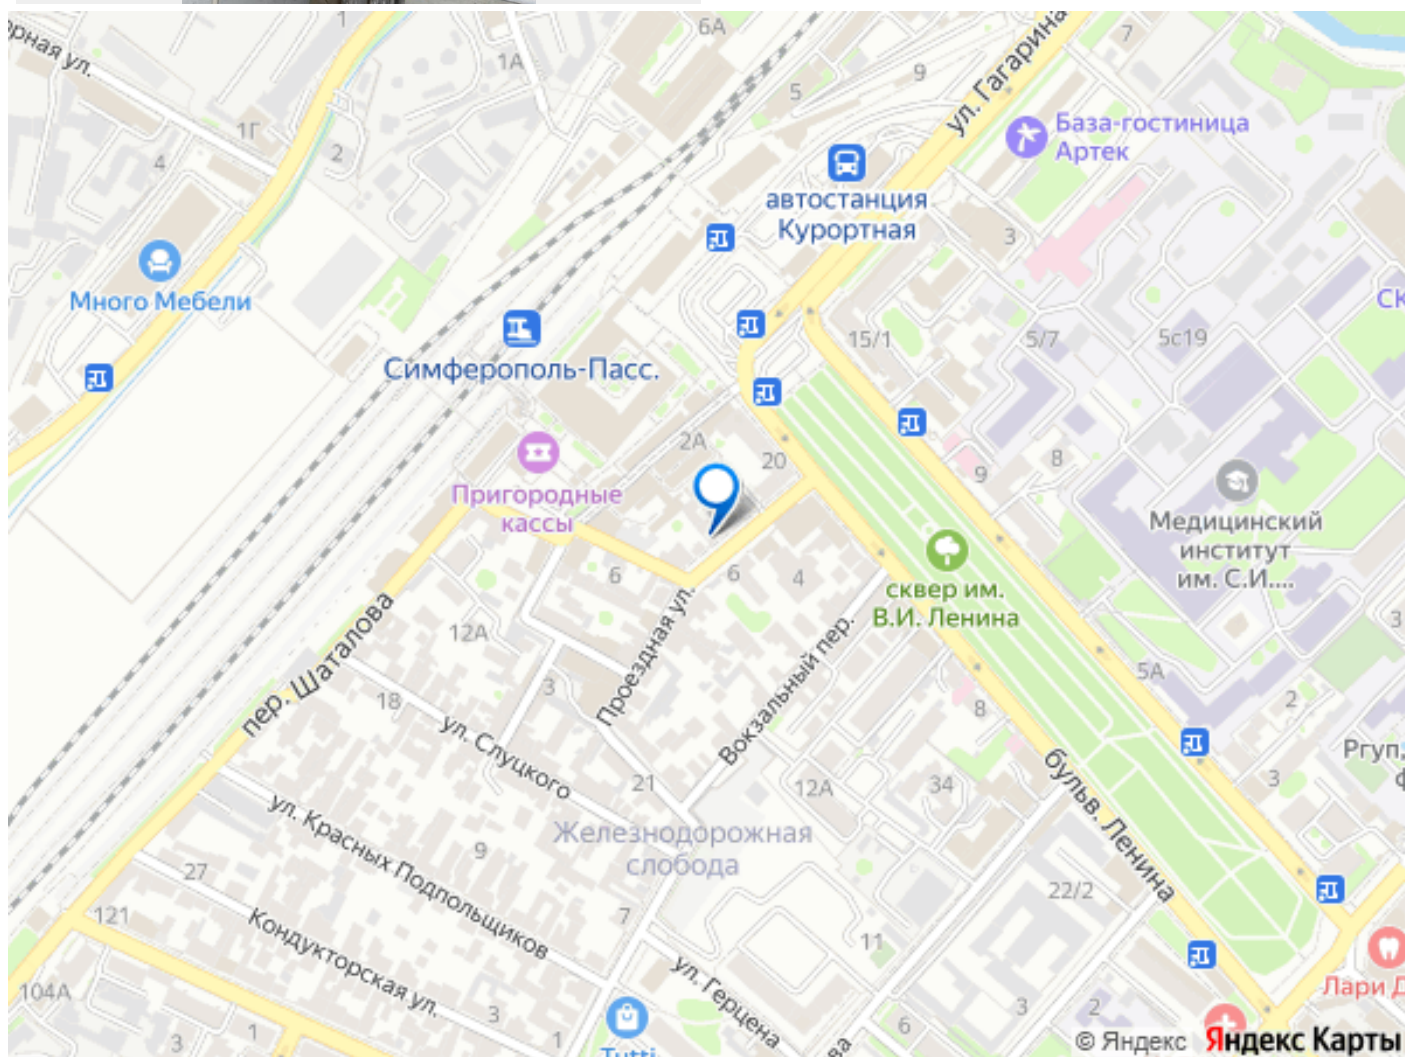 1
6А
орная ул.
1А
7
9
ул. Гагарина
5
База-гостиница
Артек
1Г
2
4
автостанция
Курортная
3
Много Мебели
СК
15/1
5/7
5с19
Симферополь-Пасс.
2А
20
8
9
Пригородные
кассы
Медицинский
институт
им. С.И....
6
6
4
сквер им.
В.И. Ленина
12А
пер. Шаталова
Проездная ул.
Вокзальный пер.
3
5А
3
2
18
8
ул. Слуцкого
Ргуп,
ф
21
12А
34
3
бульв. Ленина
ул. Красных Подпольщиков
Железнодорожная
слобода
9
27
22/2
121
7
Кондукторская ул.
11
ул. Герцена
Лари Д
104А
3
1
3
1
Tutti
6
3
2
ва
© Яндекс Яндекс Карты